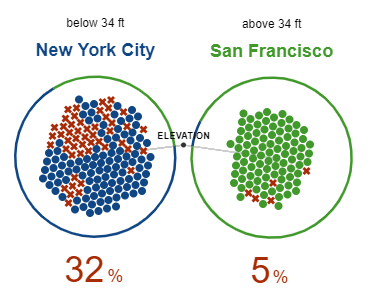 below 34 ft
New York City
above 34 ft
San Francisco
ELEVATION
32 %
5 %